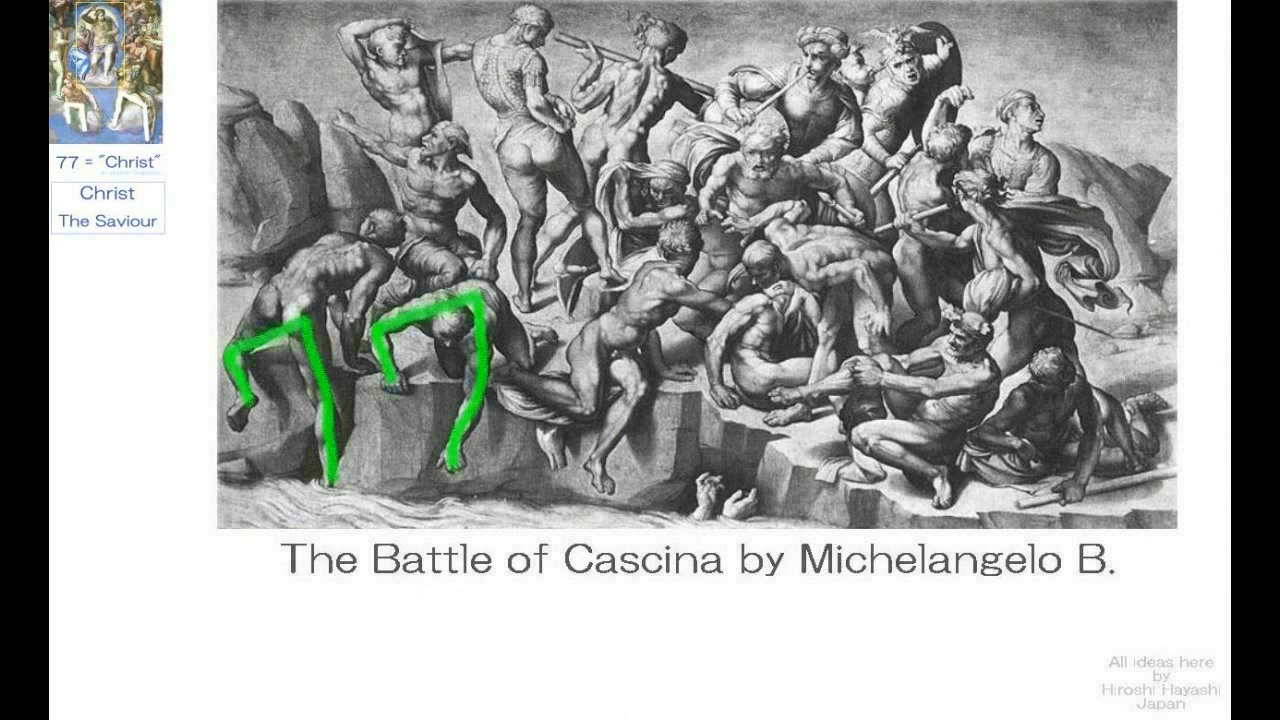 77 = "Christ"
Christ
The Saviour
The Battle of Cascina by Michelangelo B.
All ideas here
by
Hiroshi Hayashi
Japan